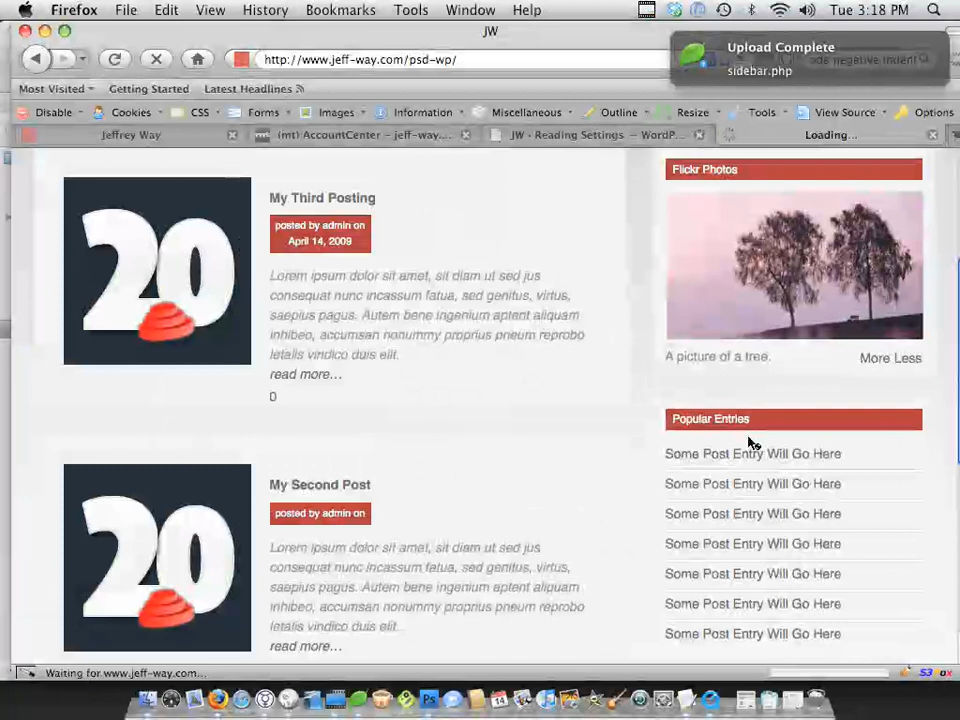 Firefox File Edit View History Bookmarks Tools Window Help Tue 3:18 PM
JW
Upload Complete
http://www.jeff-way.com/psd-wp/
ode negative indent
sidebar.php
Most Visited Getting Started Latest Headlines
Disable Cookies CSS Forms Images Information Miscellaneous Outline Resize Tools View Source Options
Jeffrey Way (mt) AccountCenter - jeff-way.... JW · Reading Settings — WordP... Loading...
Flickr Photos
20
My Third Posting
posted by admin on
April 14, 2009
Lorem ipsum dolor sit amet, sit diam ut sed jus
consequat nunc incassum fatua, sed genitus, virtus,
saepius pagus. Autem bene ingenium aptent aliquam
inhibeo, accumsan nonummy proprius pneum reprobo
letalis vindico duis elit.
read more...
0
A picture of a tree. More Less
Popular Entries
Some Post Entry Will Go Here
Some Post Entry Will Go Here
Some Post Entry Will Go Here
Some Post Entry Will Go Here
Some Post Entry Will Go Here
Some Post Entry Will Go Here
Some Post Entry Will Go Here
20
My Second Post
posted by admin on
Lorem ipsum dolor sit amet, sit diam ut sed jus
consequat nunc incassum fatua, sed genitus, virtus,
saepius pagus. Autem bene ingenium aptent aliquam
inhibeo, accumsan nonummy proprius pneum reprobo
letalis vindico duis elit.
read more...
Waiting for www.jeff-way.com... S3 Fox